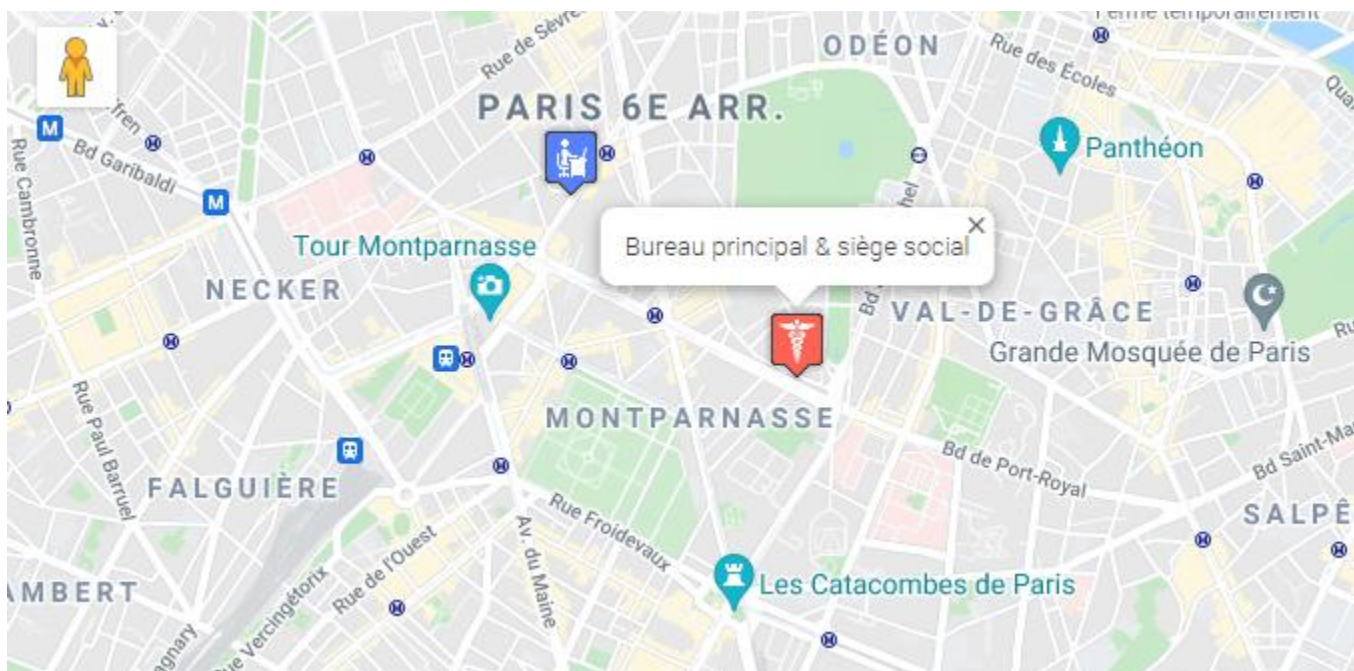 Ferme temporairement
Rue de Sèvres
ODÉON
Rue des Écoles
PARIS 6E ARR.
M
Bd Garibaldi
Rue Cambronne
Panthéon
M
Bureau principal & siège social
Tour Montparnasse
NECKER
Bd
VAL-DE-GRÂCE
Grande Mosquée de Paris
MONTPARNASSE
Rue Paul Barruel
Bd de Port-Royal
Bd Saint-Ma
FALGUIÈRE
Rue Froidevaux
SALPÊ
Av. du Maine
Rue de l'Ouest
Les Catacombes de Paris
AMBERT
Rue Vercingétorix